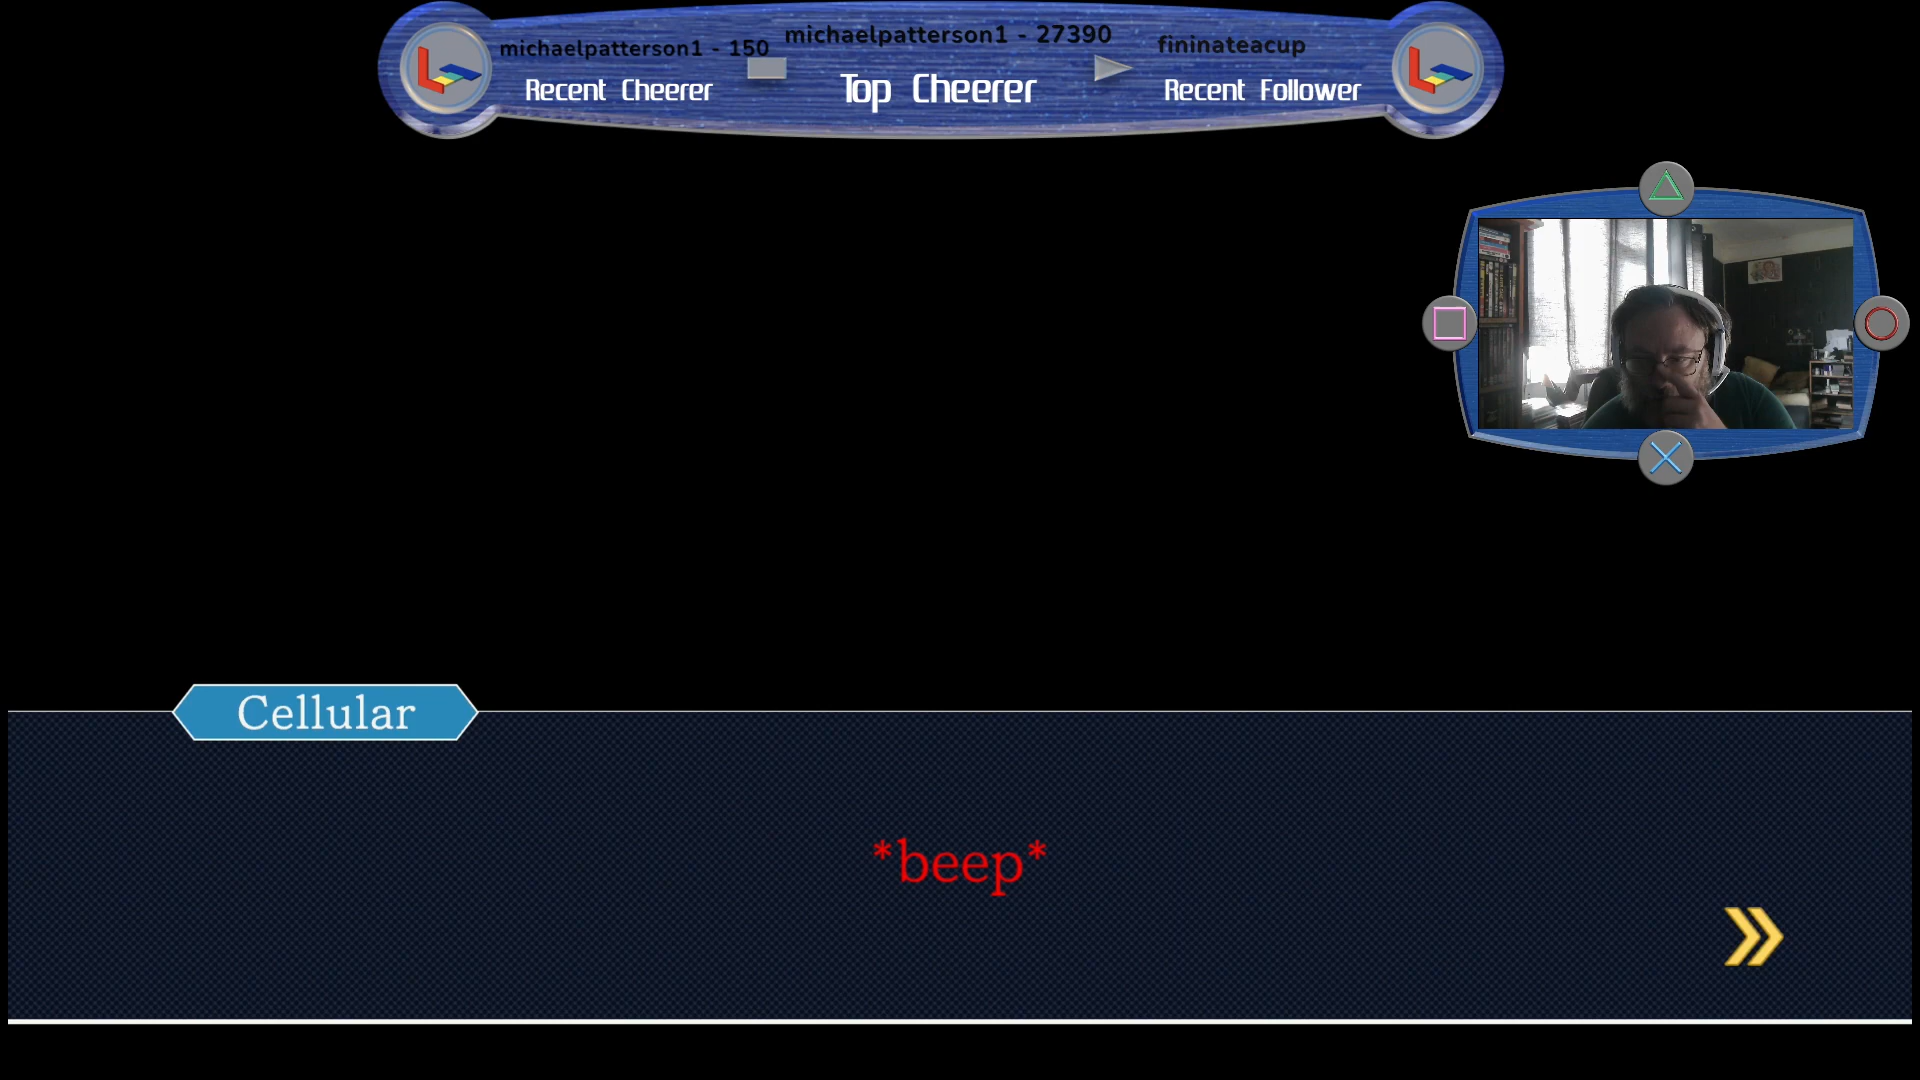 michaelpatterson1 - 150
Recent Cheerer
michaelpatterson1 - 27390
Top Cheerer
fininateacup
Recent Follower
Cellular
*beep*